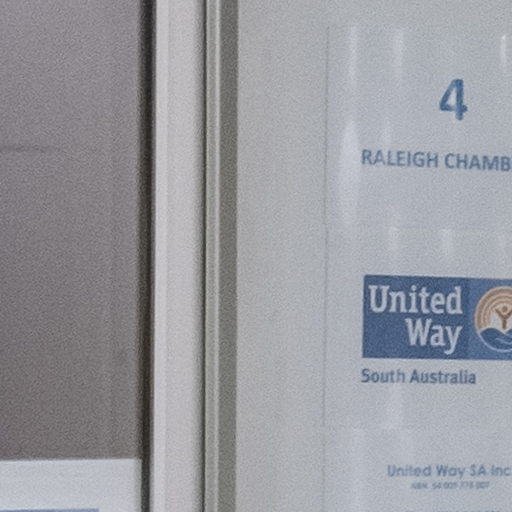 4
RALEIGH CHAMB
United
Way
South Australia
United Way SA Inc